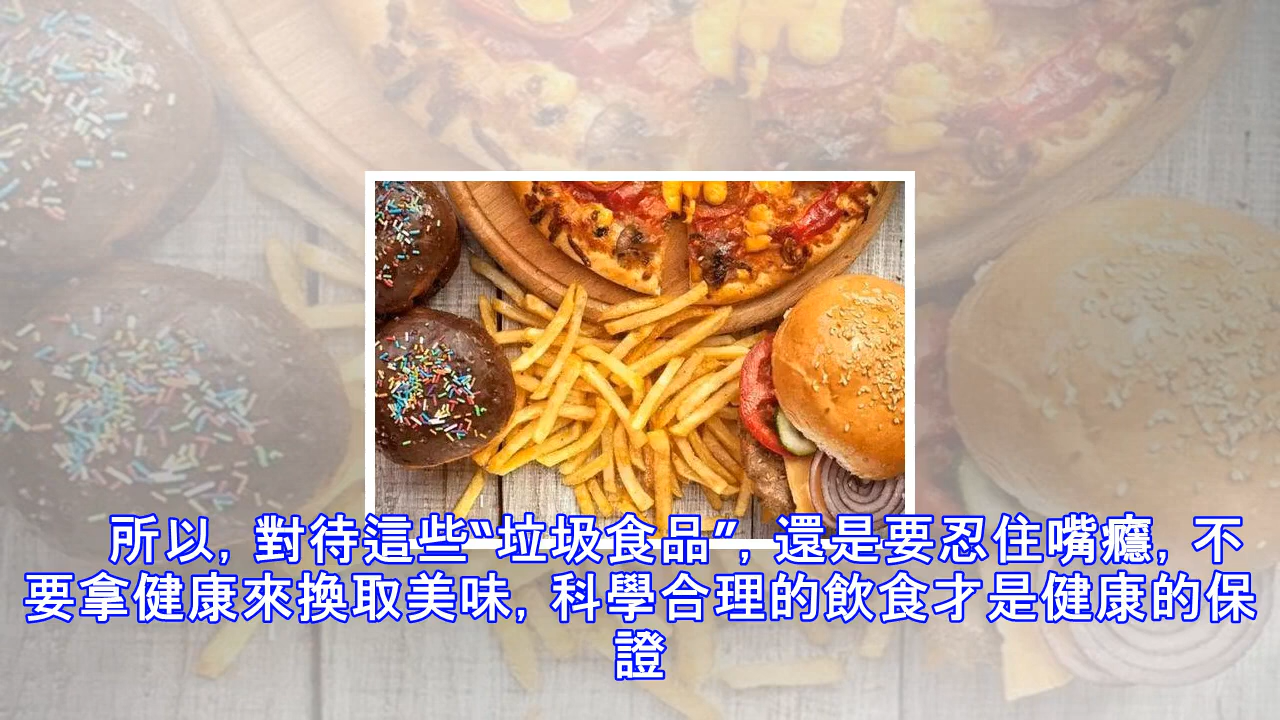 所以, 對待這些“垃圾食品”, 還是要忍住嘴癮, 不
要拿健康來換取美味, 科學合理的飲食才是健康的保
證